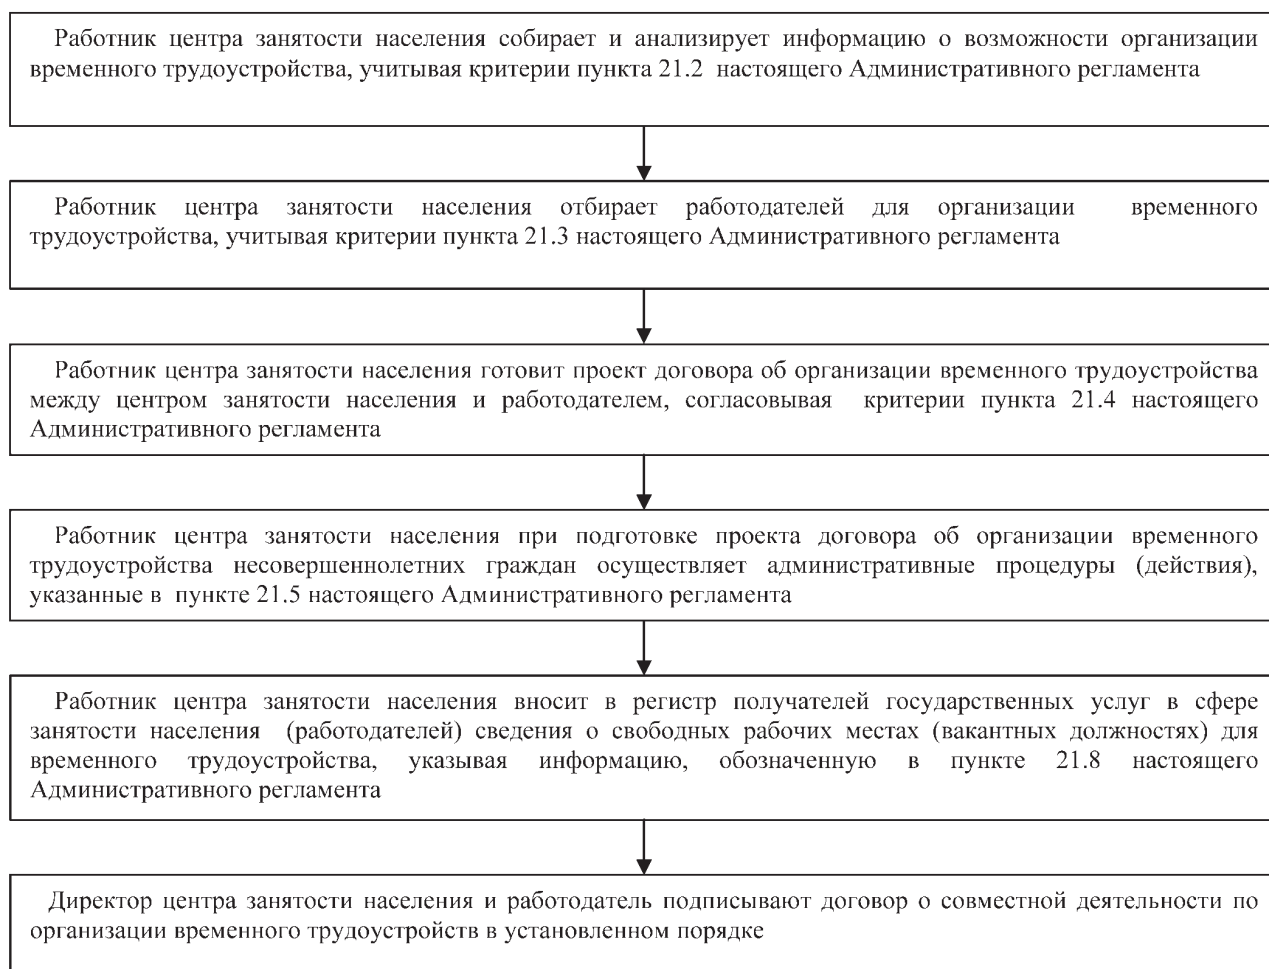 Работник центра занятости населения собирает и анализирует информацию о возможности организации
временного трудоустройства, учитывая критерии пункта 21.2 настоящего Административного регламента
Работник центра занятости населения отбирает работодателей для организации временного
трудоустройства, учитывая критерии пункта 21.3 настоящего Административного регламента
Работник центра занятости населения готовит проект договора об организации временного трудоустройства
между центром занятости населения и работодателем, согласовывая критерии пункта 21.4 настоящего
Административного регламента
Работник центра занятости населения при подготовке проекта договора об организации временного
трудоустройства несовершеннолетних граждан осуществляет административные процедуры (действия),
указанные в пункте 21.5 настоящего Административного регламента
Работник центра занятости населения вносит в регистр получателей государственных услуг в сфере
занятости населения (работодателей) сведения о свободных рабочих местах (вакантных должностях) для
временного трудоустройства, указывая информацию, обозначенную в пункте 21.8 настоящего
Административного регламента
Директор центра занятости населения и работодатель подписывают договор о совместной деятельности по
организации временного трудоустройств в установленном порядке